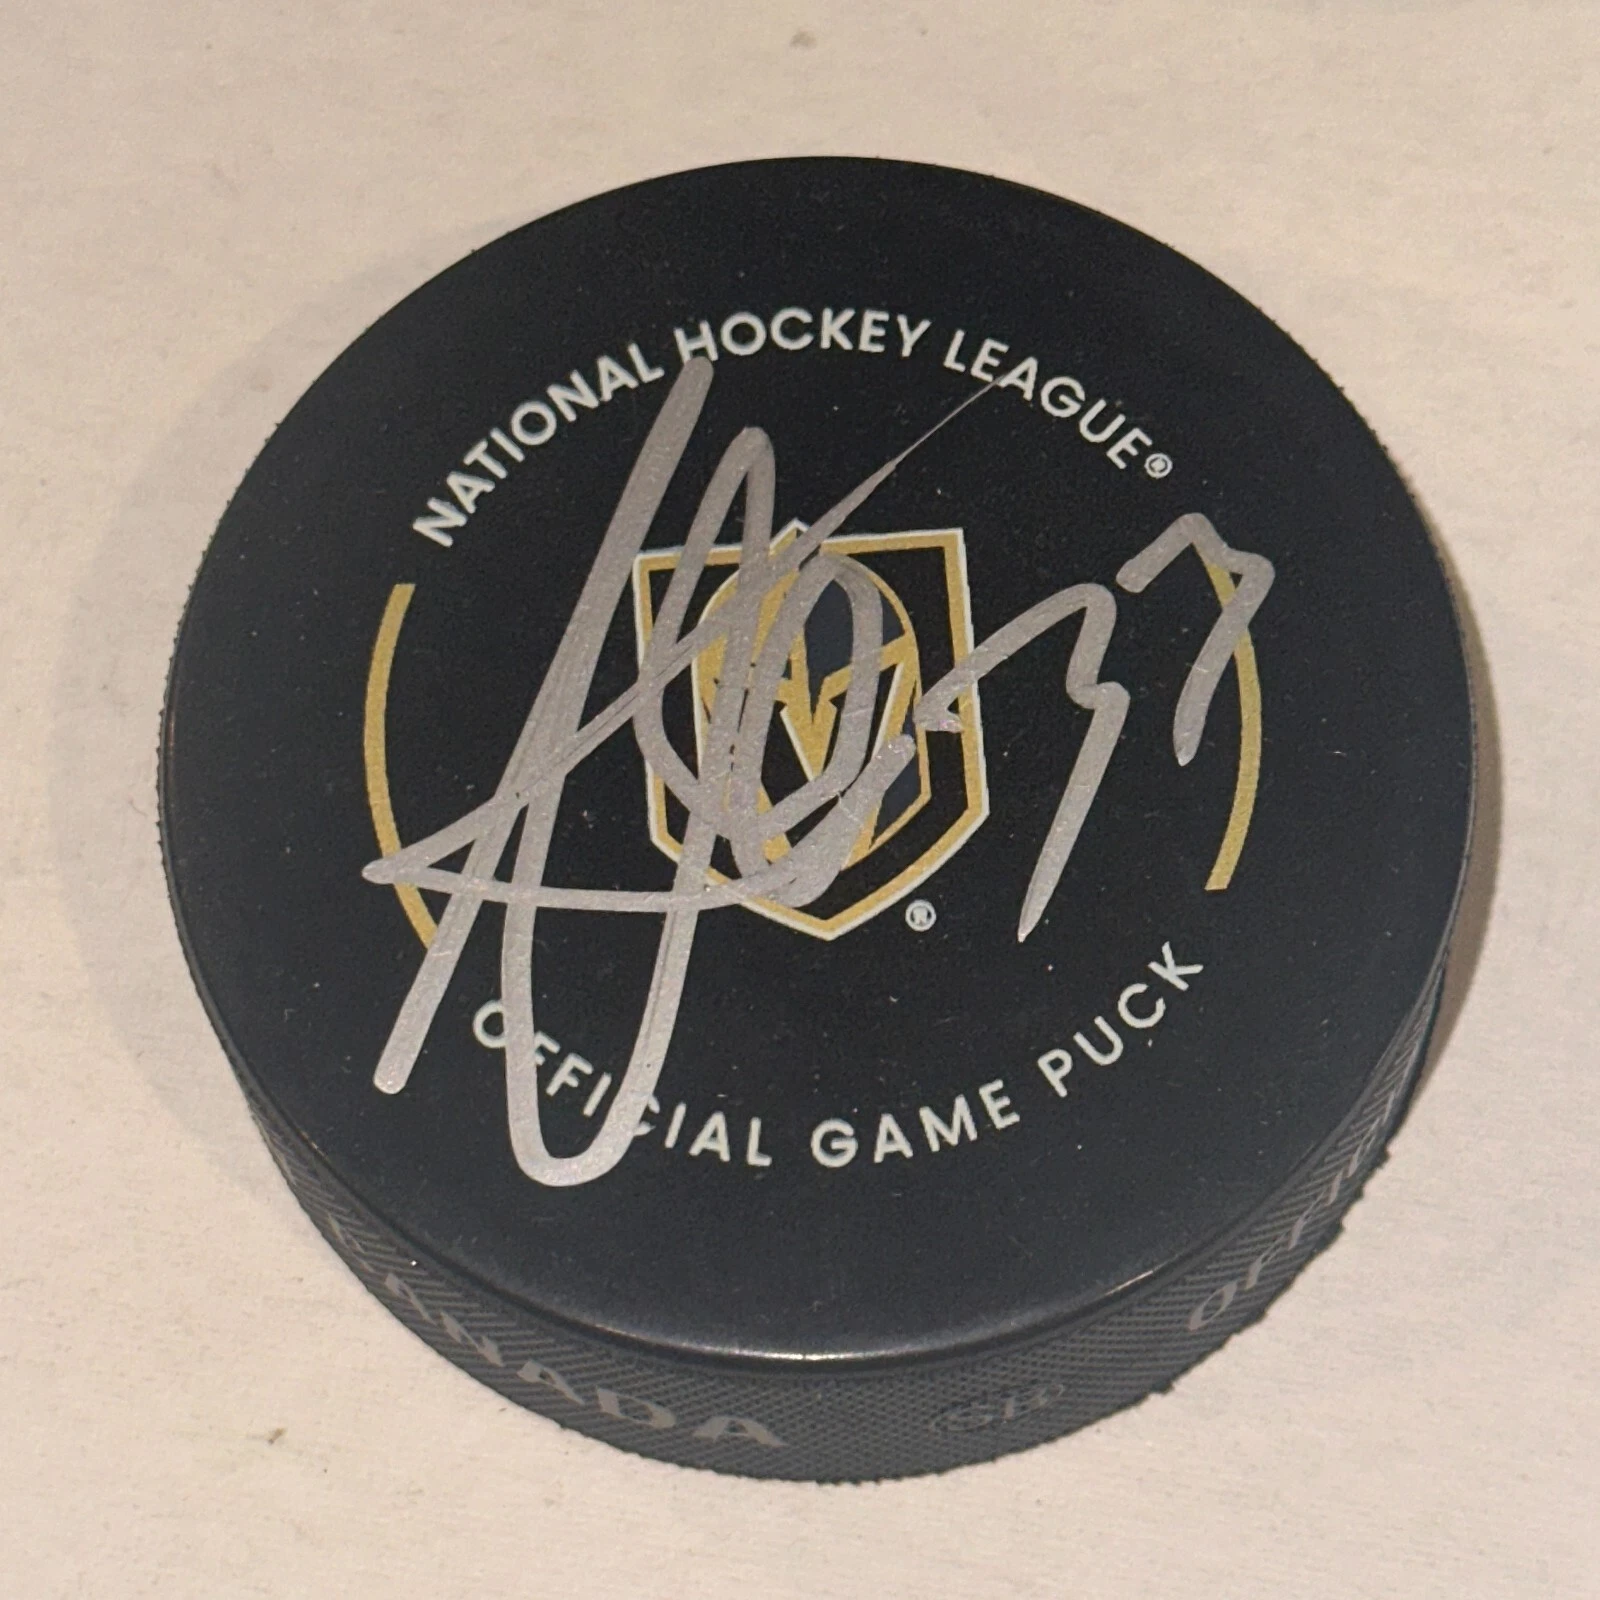 NATIONAL HOCKEY LEAGUE®
37
®
OFFICIAL GAME PUCK
CANADA